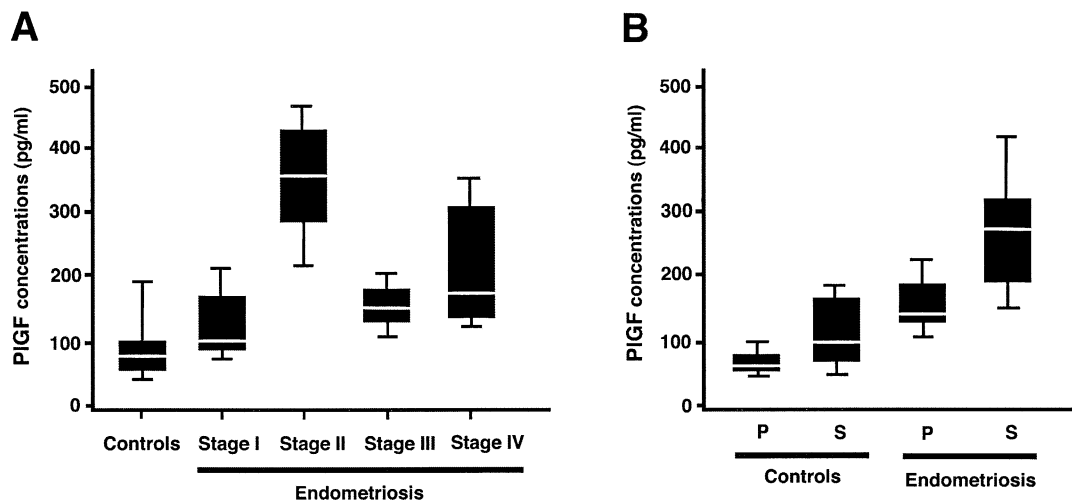 A
PlGF concentrations (pg/ml)
500
400
300
200
100
0
Controls Stage I Stage II Stage III Stage IV
Endometriosis
B
PlGF concentrations (pg/ml)
500
400
300
200
100
0
P S P S
Controls Endometriosis